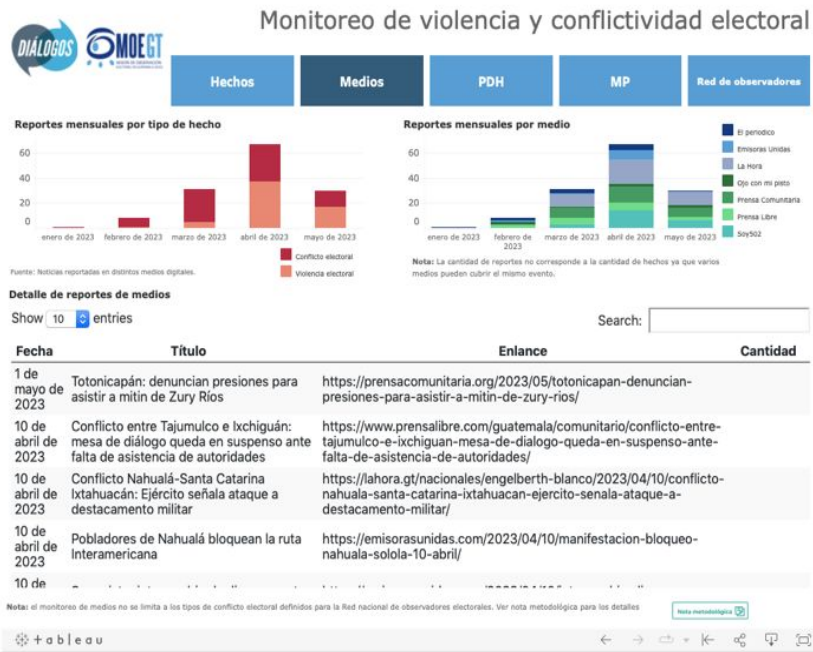 Monitoreo de violencia y conflictividad electoral
DIÁLOGOS
MOEGT
Hechos
Medios
PDH
MP
Red de observadores
Reportes mensuales por tipo de hecho
60
40
20
0
enero de 2023
febrero de 2023
marzo de 2023
abril de 2023
mayo de 2023
Conflicto electoral
Violencia electoral
Fuente: Noticias reportadas en distintos medios digitales.
Reportes mensuales por medio
60
40
20
0
enero de 2023
febrero de
2023
marzo de 2023
abril de 2023
mayo de 2023
El periodico
Emisoras Unidas
La Hora
Ojo con mi pisto
Prensa Comunitaria
Prensa Libre
Soy502
Nota: La cantidad de reportes no corresponde a la cantidad de hechos ya que varios
medios pueden cubrir el mismo evento.
Detalle de reportes de medios
Show 10 entries
Search:
Fecha Título Enlance Cantidad
1 de
mayo de
2023
Totonicapán: denuncian presiones para
asistir a mitin de Zury Ríos
https://prensacomunitaria.org/2023/05/totonicapan-denuncian-
presiones-para-asistir-a-mitin-de-zury-rios/
10 de
abril de
2023
Conflicto entre Tajumulco e Ixchiguán:
mesa de diálogo queda en suspenso ante
falta de asistencia de autoridades
https://www.prensalibre.com/guatemala/comunitario/conflicto-entre-
tajumulco-e-ixchiguan-mesa-de-dialogo-queda-en-suspenso-ante-
falta-de-asistencia-de-autoridades/
10 de
abril de
2023
Conflicto Nahualá-Santa Catarina
Ixtahuacán: Ejército señala ataque a
destacamento militar
https://lahora.gt/nacionales/engelberth-blanco/2023/04/10/conflicto-
nahuala-santa-catarina-ixtahuacan-ejercito-senala-ataque-a-
destacamento-militar/
10 de
abril de
2023
Pobladores de Nahualá bloquean la ruta
Interamericana
https://emisorasunidas.com/2023/04/10/manifestacion-bloqueo-
nahuala-solola-10-abril/
10 de
Nota: el monitoreo de medios no se limita a los tipos de conflicto electoral definidos para la Red nacional de observadores electorales. Ver nota metodológica para los detalles
Nota metodológica
+ableau